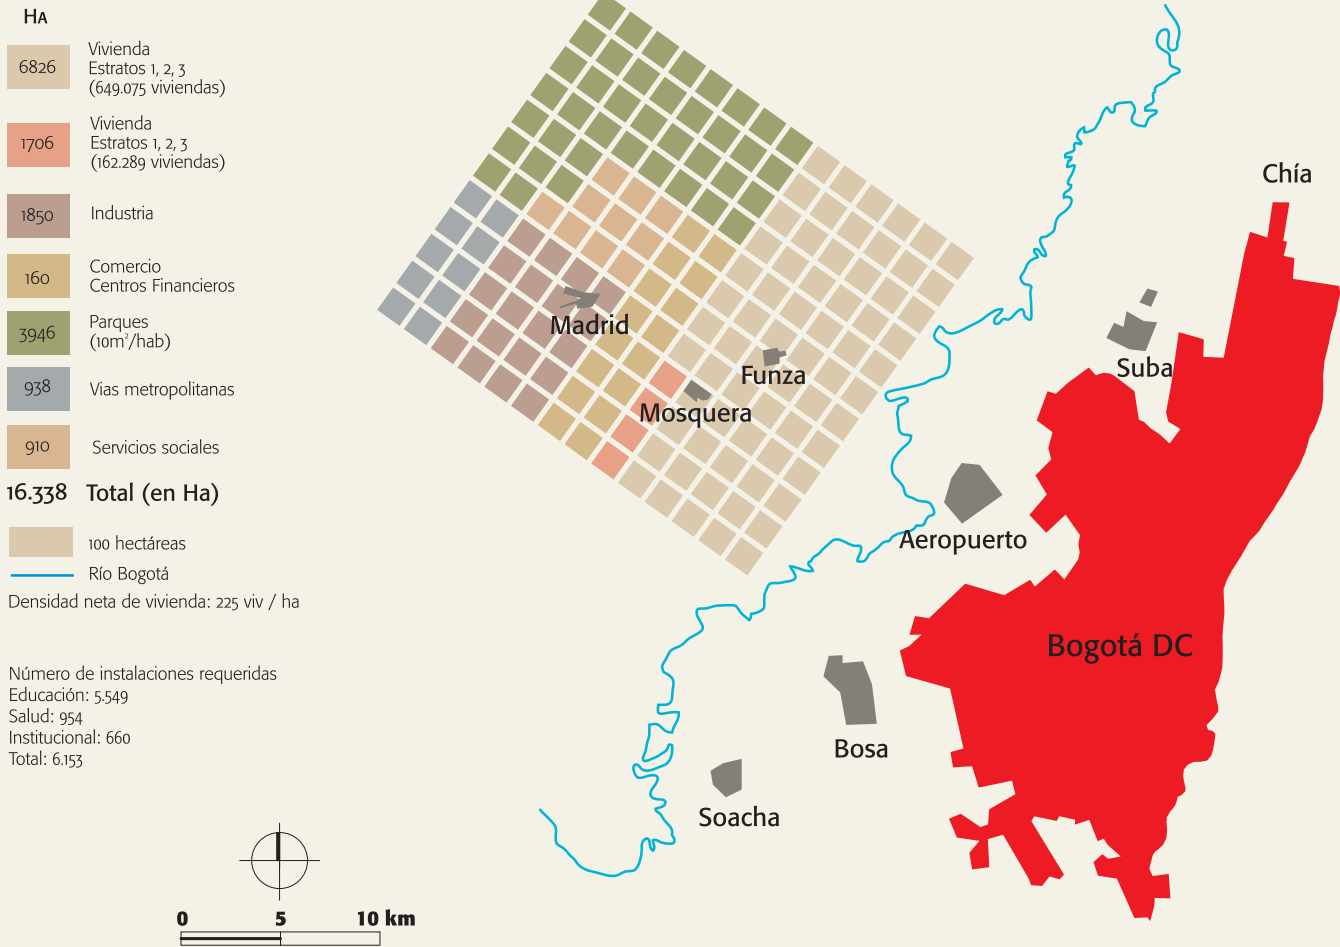 HA
6826
Vivienda
Estratos 1, 2, 3
(649.075 viviendas)
1706
Vivienda
Estratos 1, 2, 3
(162.289 viviendas)
1850 Industria
160
Comercio
Centros Financieros
3946
Parques
(10m²/hab)
938 Vias metropolitanas
910 Servicios sociales
16.338 Total (en Ha)
100 hectáreas
Río Bogotá
Densidad neta de vivienda: 225 viv / ha
Número de instalaciones requeridas
Educación: 5.549
Salud: 954
Institucional: 660
Total: 6.153
0 5 10 km
Madrid
Funza
Mosquera
Chía
Suba
Aeropuerto
Bogotá DC
Bosa
Soacha